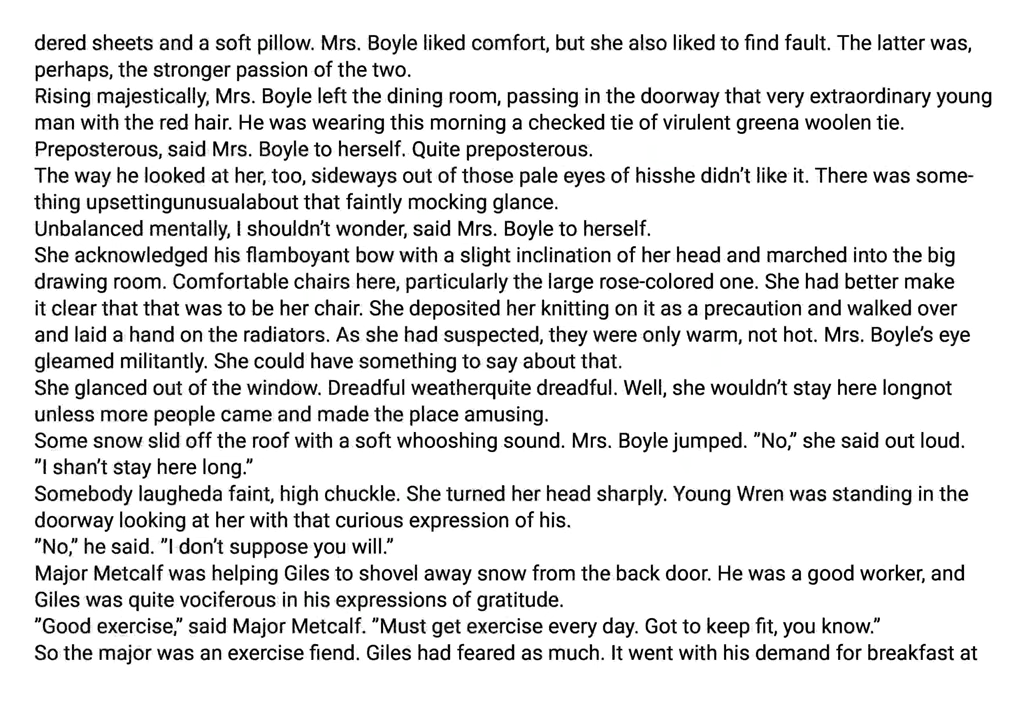 dered sheets and a soft pillow. Mrs. Boyle liked comfort, but she also liked to find fault. The latter was,
perhaps, the stronger passion of the two.
Rising majestically, Mrs. Boyle left the dining room, passing in the doorway that very extraordinary young
man with the red hair. He was wearing this morning a checked tie of virulent greena woolen tie.
Preposterous, said Mrs. Boyle to herself. Quite preposterous.
The way he looked at her, too, sideways out of those pale eyes of hisshe didn’t like it. There was some-
thing upsettingunusualabout that faintly mocking glance.
Unbalanced mentally, I shouldn’t wonder, said Mrs. Boyle to herself.
She acknowledged his flamboyant bow with a slight inclination of her head and marched into the big
drawing room. Comfortable chairs here, particularly the large rose-colored one. She had better make
it clear that that was to be her chair. She deposited her knitting on it as a precaution and walked over
and laid a hand on the radiators. As she had suspected, they were only warm, not hot. Mrs. Boyle’s eye
gleamed militantly. She could have something to say about that.
She glanced out of the window. Dreadful weatherquite dreadful. Well, she wouldn’t stay here longnot
unless more people came and made the place amusing.
Some snow slid off the roof with a soft whooshing sound. Mrs. Boyle jumped. ”No,” she said out loud.
”I shan’t stay here long.”
Somebody laugheda faint, high chuckle. She turned her head sharply. Young Wren was standing in the
doorway looking at her with that curious expression of his.
”No,” he said. ”I don’t suppose you will.”
Major Metcalf was helping Giles to shovel away snow from the back door. He was a good worker, and
Giles was quite vociferous in his expressions of gratitude.
”Good exercise,” said Major Metcalf. ”Must get exercise every day. Got to keep fit, you know.”
So the major was an exercise fiend. Giles had feared as much. It went with his demand for breakfast at